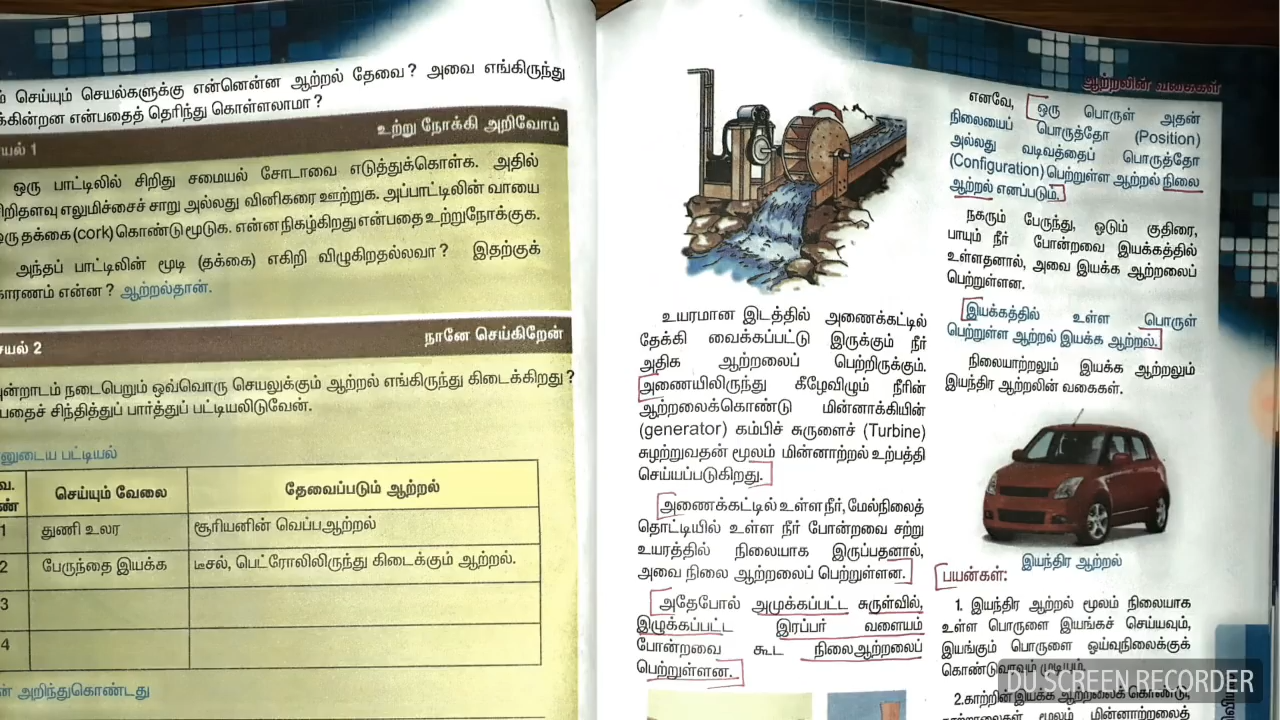 செய்யும் செயல்களுக்கு என்னென்ன ஆற்றல் தேவை? அவை எங்கிருந்து
என்பதைத் தெரிந்து கொள்ளலாமா?
உற்று நோக்கி அறிவோம்
1
ஒரு பாட்டிலில் சிறிது சமையல் சோடாவை எடுத்துக்கொள்க. அதில்
எலுமிச்சைச் சாறு அல்லது வினிகரை ஊற்றுக. அப்பாட்டிலின் வாயை
தக்கை (cork) கொண்டு மூடுக. என்ன நிகழ்கிறது என்பதை உற்றுநோக்குக.
அந்தப் பாட்டிலின் மூடி (தக்கை) எகிறி விழுகிறதல்லவா? இதற்குக்
காரணம் என்ன? ஆற்றல்தான்.
நானே செய்கிறேன்
2
நடைபெறும் ஒவ்வொரு செயலுக்கும் ஆற்றல் எங்கிருந்து கிடைக்கிறது?
சிந்தித்துப் பார்த்துப் பட்டியலிடுவேன்.
பட்டியல்
செய்யும் வேலை தேவைப்படும் ஆற்றல்
1 துணி உலர சூரியனின் வெப்பஆற்றல்
2 பேருந்தை இயக்க டீசல், பெட்ரோலிலிருந்து கிடைக்கும் ஆற்றல்.
3
4
அறிந்துகொண்டது
உயரமான இடத்தில் அணைக்கட்டில்
தேக்கி வைக்கப்பட்டு இருக்கும் நீர்
அதிக ஆற்றலைப் பெற்றிருக்கும்.
அணையிலிருந்து கீழேவிழும் நீரின்
ஆற்றலைக்கொண்டு மின்னாக்கியின்
(generator) கம்பிச் சுருளைச் (Turbine)
சுழற்றுவதன் மூலம் மின்னாற்றல் உற்பத்தி
செய்யப்படுகிறது.
அணைக்கட்டில் உள்ள நீர், மேல்நிலைத்
தொட்டியில் உள்ள நீர் போன்றவை சற்று
உயரத்தில் நிலையாக இருப்பதனால்,
அவை நிலை ஆற்றலைப் பெற்றுள்ளன.
அதேபோல் அமுக்கப்பட்ட சுருள்வில்,
இழுக்கப்பட்ட இரப்பர் வளையம்
போன்றவை கூட நிலைஆற்றலைப்
பெற்றுள்ளன.
ஆற்றலின் வகைகள்
எனவே, ஒரு பொருள் அதன்
நிலையைப் பொருத்தோ (Position)
அல்லது வடிவத்தைப் பொருத்தோ
(Configuration) பெற்றுள்ள ஆற்றல் நிலை
ஆற்றல் எனப்படும்.
நகரும் பேருந்து, ஓடும் குதிரை,
பாயும் நீர் போன்றவை இயக்கத்தில்
உள்ளதனால், அவை இயக்க ஆற்றலைப்
பெற்றுள்ளன.
இயக்கத்தில் உள்ள பொருள்
பெற்றுள்ள ஆற்றல் இயக்க ஆற்றல்.
நிலையாற்றலும் இயக்க ஆற்றலும்
இயந்திர ஆற்றலின் வகைகள்.
இயந்திர ஆற்றல்
பயன்கள்:
1. இயந்திர ஆற்றல் மூலம் நிலையாக
உள்ள பொருளை இயங்கச் செய்யவும்,
இயங்கும் பொருளை ஓய்வுநிலைக்குக்
கொண்டுவரவும் முடியும்.
2.காற்றின் இயக்க ஆற்றலைக் கொண்டு,
மூலம் மின்னாற்றலைத்
DU SCREEN RECORDER